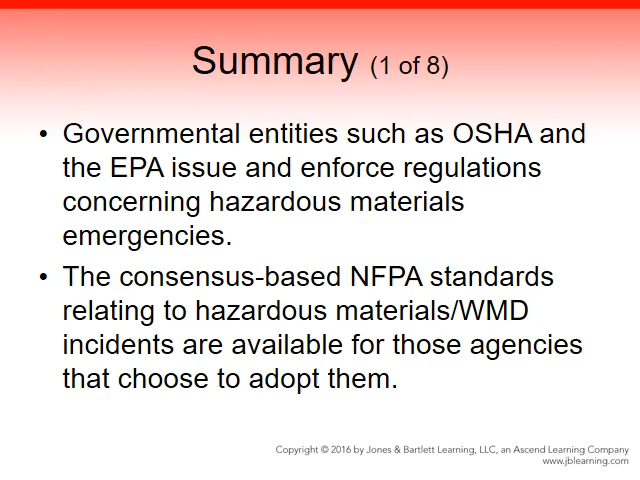 Summary (1 of 8)
• Governmental entities such as OSHA and
the EPA issue and enforce regulations
concerning hazardous materials
emergencies.
• The consensus-based NFPA standards
relating to hazardous materials/WMD
incidents are available for those agencies
that choose to adopt them.
Copyright © 2016 by Jones & Bartlett Learning, LLC, an Ascend Learning Company
www.jblearning.com